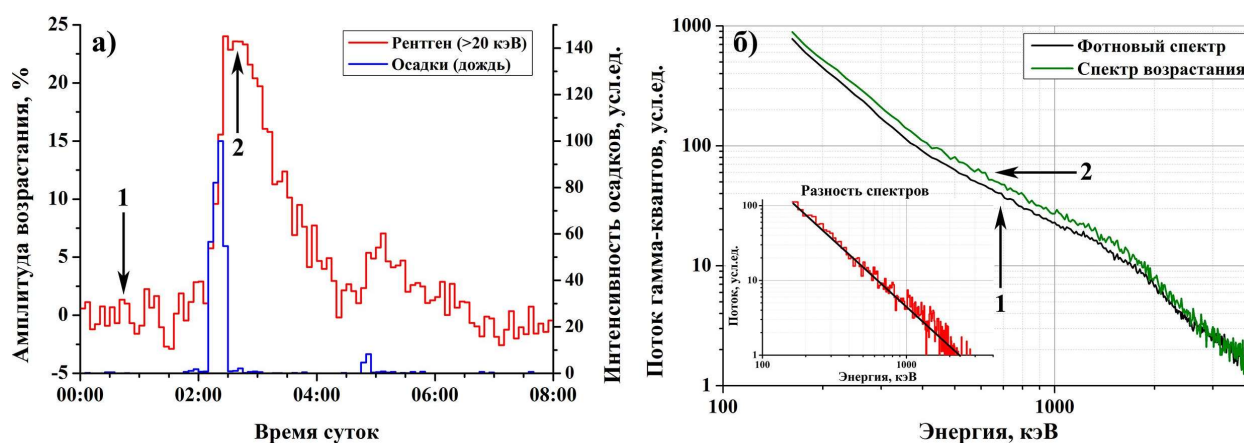 а)
Рентген (>20 кэВ)
Осадки (дождь)
Амплитуда возрастания, %
25
20
15
10
5
0
-5
1
2
140
120
100
80
60
40
20
0
Интенсивность осадков, усл.ед.
00:00 02:00 04:00 06:00 08:00
Время суток
б)
Фотновый спектр
Спектр возрастания
Поток гамма-квантов, усл.ед.
1000
100
10
1
2
1
Разность спектров
Поток, усл.ед.
100
10
1
100 1000
Энергия, кэВ
100 1000
Энергия, кэВ